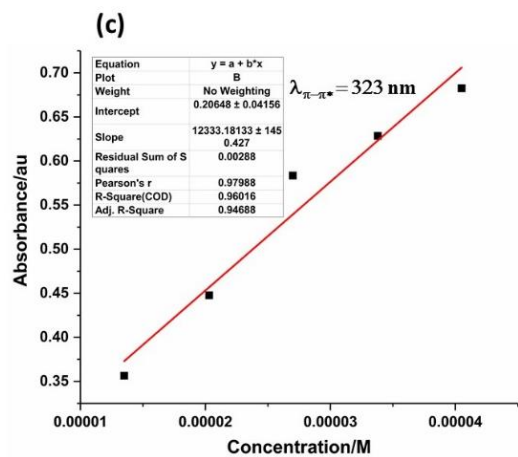 (c)
Equation y = a + b*x
Plot B
Weight No Weighting
Intercept 0.20648 ± 0.04156
Slope 12333.18133 ± 145
0.427
Residual Sum of S
quares 0.00288
Pearson's r 0.97988
R-Square(COD) 0.96016
Adj. R-Square 0.94688
λπ–π* = 323 nm
0.70
0.65
0.60
0.55
0.50
0.45
0.40
0.35
Absorbance/au
0.00001 0.00002 0.00003 0.00004
Concentration/M